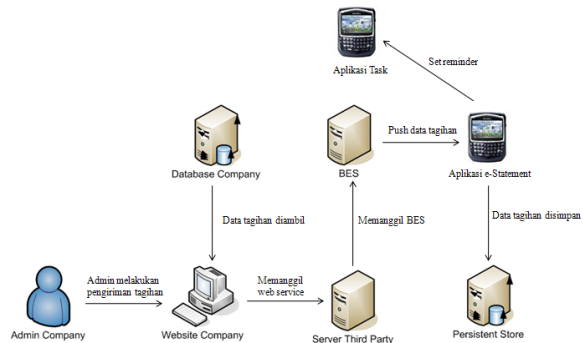 Aplikasi Task
Set reminder
Database Company
BES
Push data tagihan
Aplikasi e-Statement
Data tagihan diambil
Memanggil BES
Data tagihan disimpan
Admin Company
Admin melakukan
pengiriman tagihan
Website Company
Memanggil
web service
Server Third Party
Persistent Store